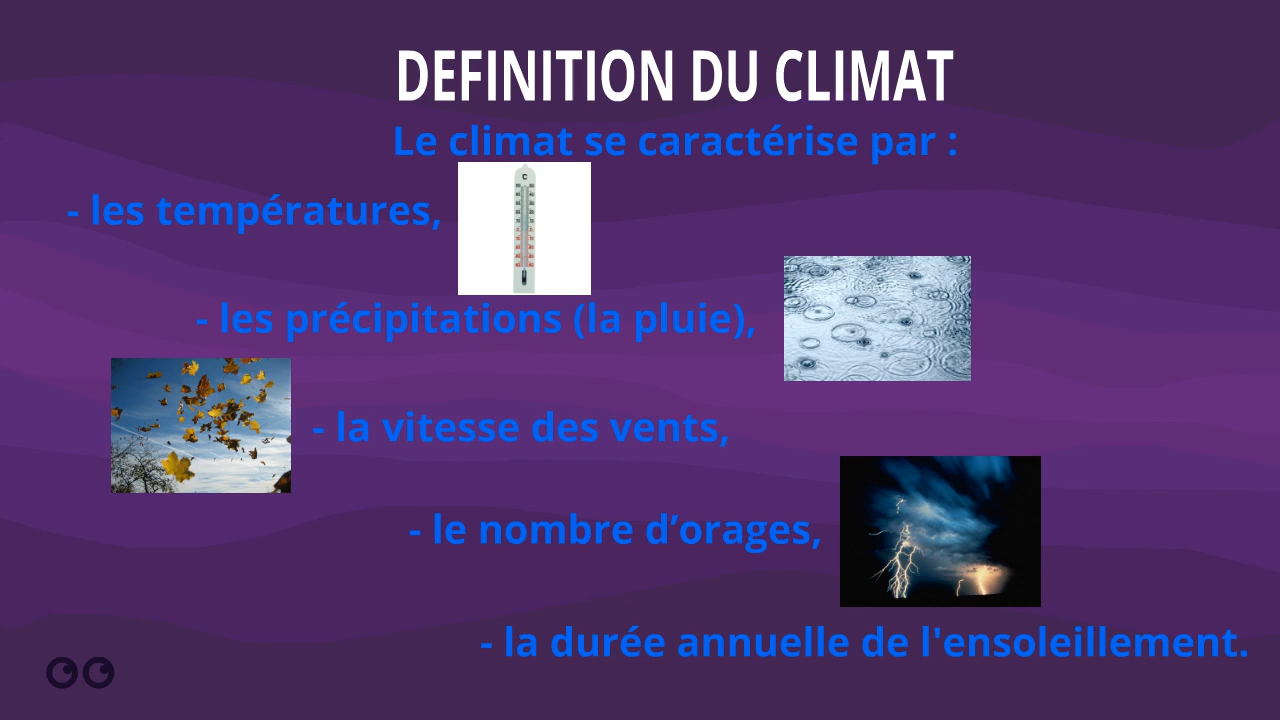 DEFINITION DU CLIMAT
Le climat se caractérise par :
- les températures,
C
- les précipitations (la pluie),
- la vitesse des vents,
- le nombre d’orages,
- la durée annuelle de l'ensoleillement.